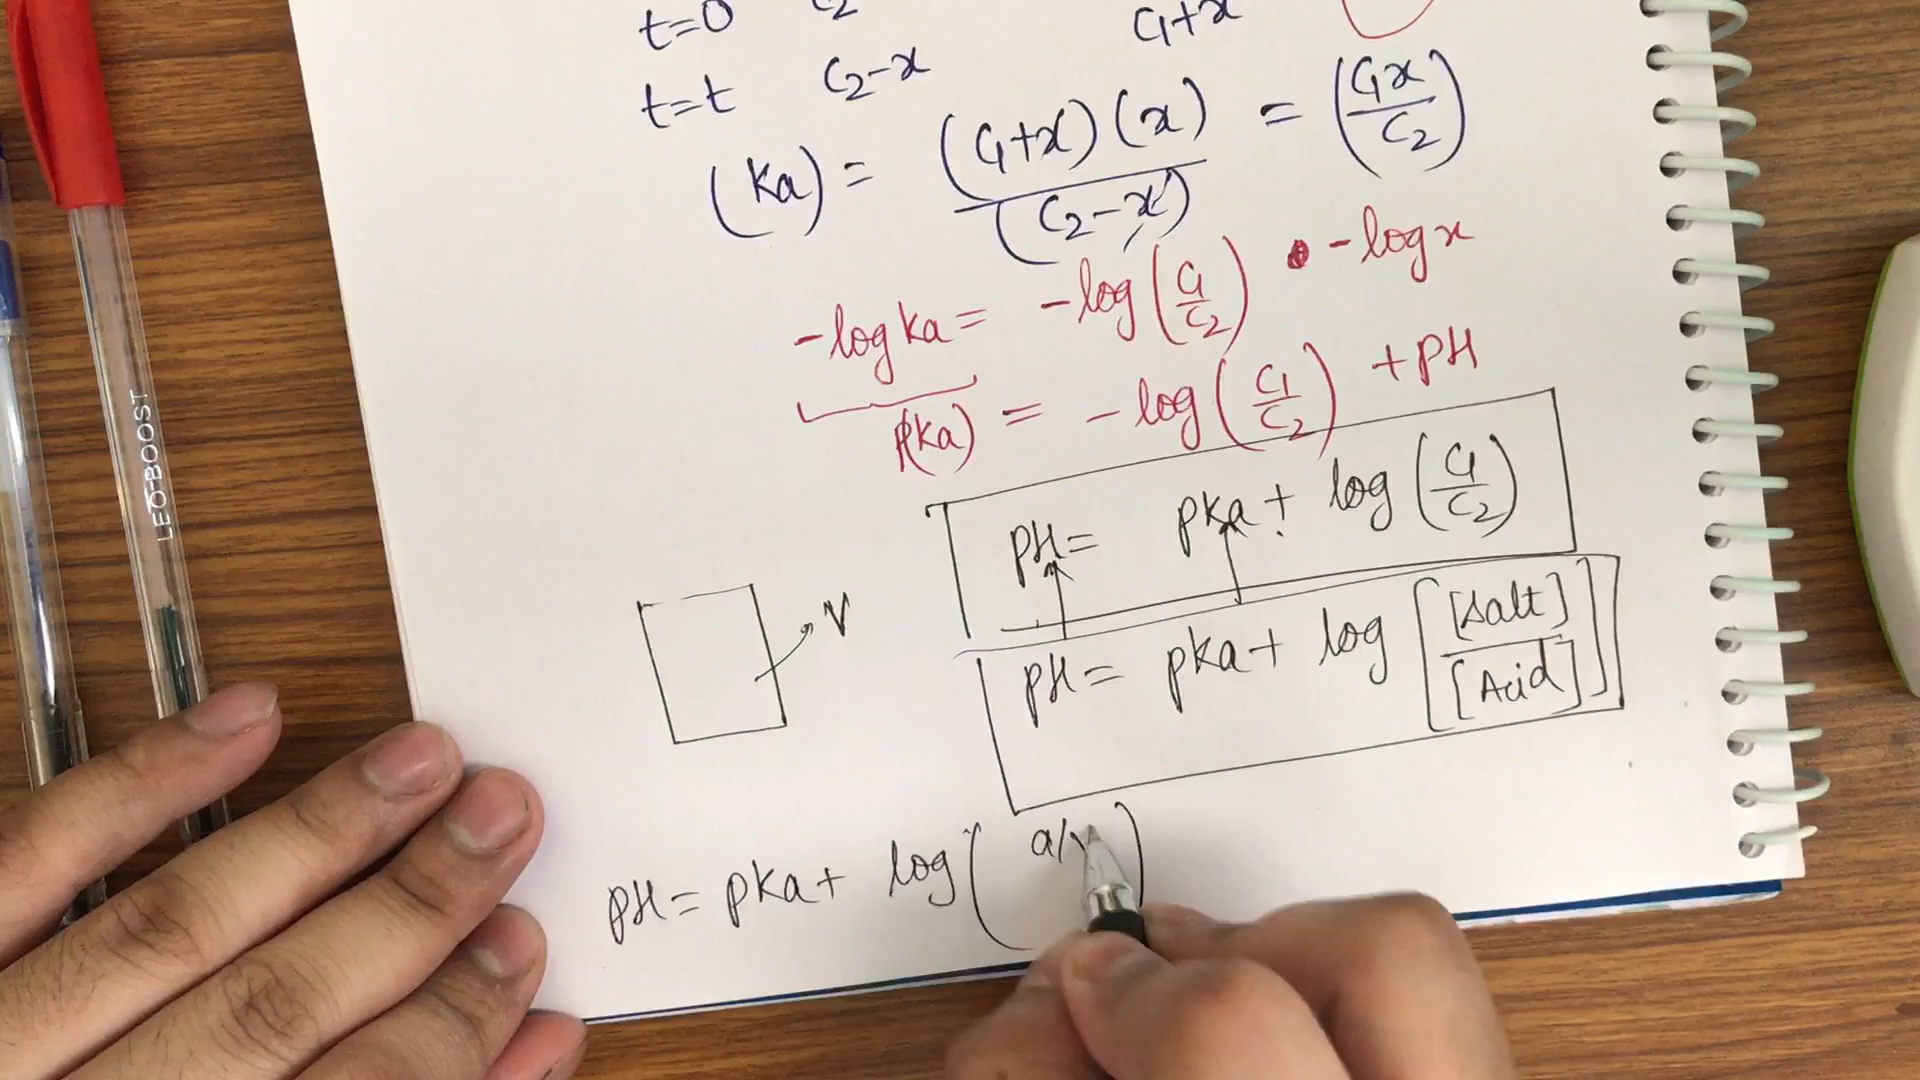 t=0 C₂ C₁+x
t=t C₂-x
(Ka) = (C₁+x)(x) / (C₂-x) = (C₁x / C₂)
-log Ka = -log(C₁/C₂) - log x
p(Ka) = -log(C₁/C₂) + pH
pH = pKa + log(C₁/C₂)
V
pH = pKa + log[[Salt]/[Acid]]
pH = pKa + log(a/V)
LEO-BOOST